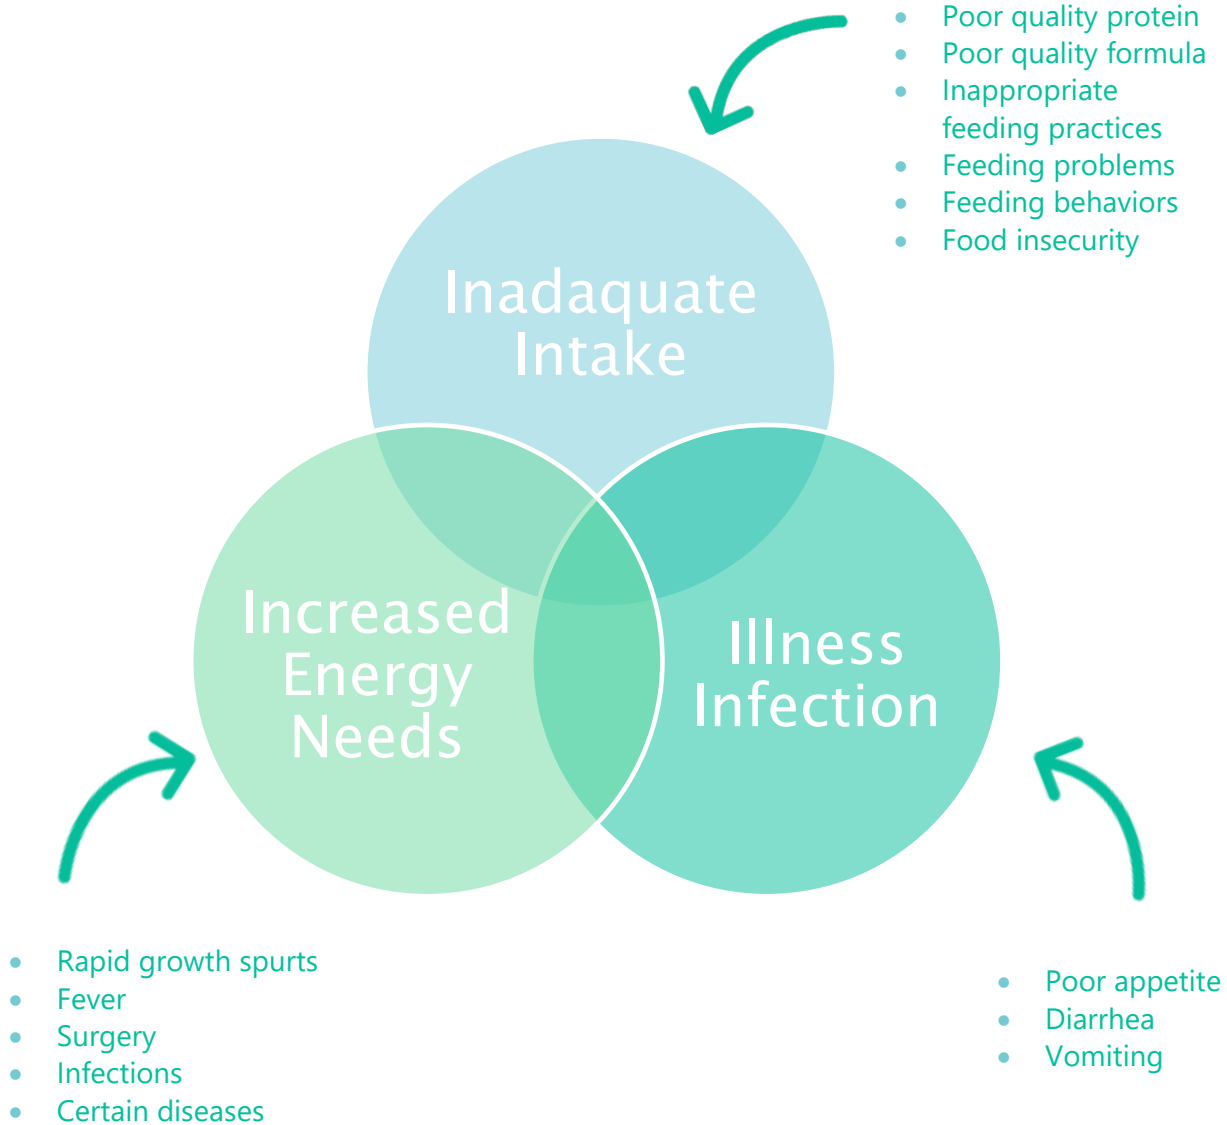 Poor quality protein
Poor quality formula
Inappropriate
feeding practices
Feeding problems
Feeding behaviors
Food insecurity
Inadaquate
Intake
Increased
Energy
Needs
Illness
Infection
Rapid growth spurts
Fever
Surgery
Infections
Certain diseases
Poor appetite
Diarrhea
Vomiting